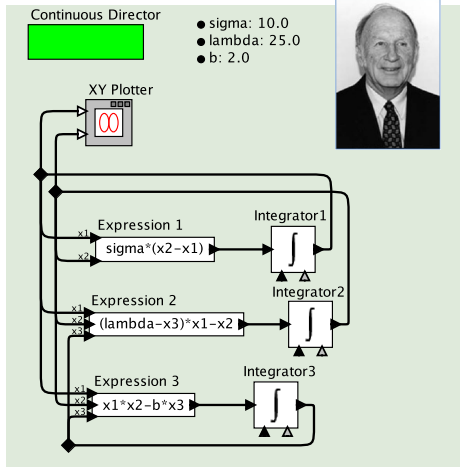 Continuous Director
sigma: 10.0
lambda: 25.0
b: 2.0
XY Plotter
Expression 1
Integrator1
x1
sigma*(x2-x1)
x2
∫
Integrator2
Expression 2
x1
x2
(lambda-x3)*x1-x2
x3
∫
Integrator3
Expression 3
x1
x2
x1*x2-b*x3
x3
∫